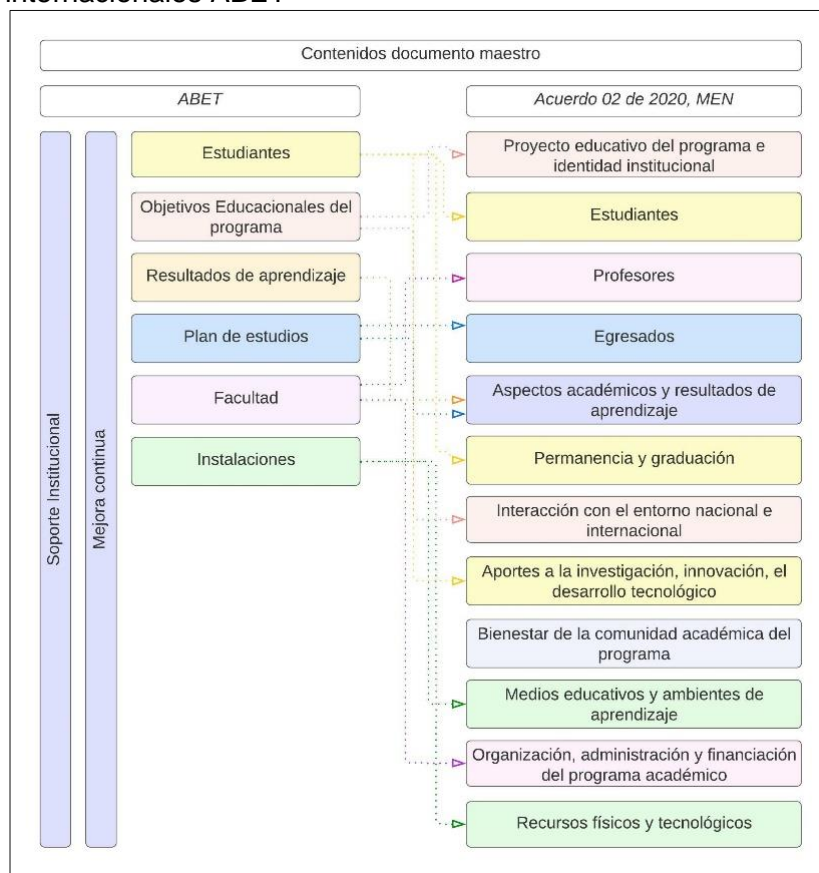 Contenidos documento maestro
ABET
Acuerdo 02 de 2020, MEN
Soporte Institucional
Mejora continua
Estudiantes
Objetivos Educacionales del
programa
Resultados de aprendizaje
Plan de estudios
Facultad
Instalaciones
Proyecto educativo del programa e
identidad institucional
Estudiantes
Profesores
Egresados
Aspectos académicos y resultados de
aprendizaje
Permanencia y graduación
Interacción con el entorno nacional e
internacional
Aportes a la investigación, innovación, el
desarrollo tecnológico
Bienestar de la comunidad académica del
programa
Medios educativos y ambientes de
aprendizaje
Organización, administración y financiación
del programa académico
Recursos físicos y tecnológicos